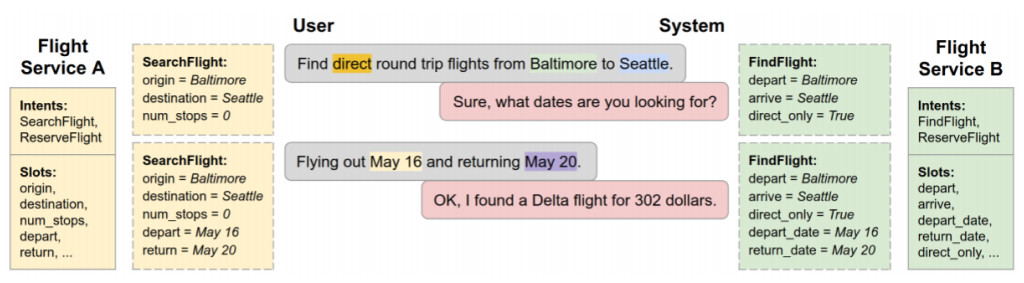 User
System
Flight
Service A
Intents:
SearchFlight,
ReserveFlight
Slots:
origin,
destination,
num_stops,
depart,
return, ...
SearchFlight:
origin = Baltimore
destination = Seattle
num_stops = 0
SearchFlight:
origin = Baltimore
destination = Seattle
num_stops = 0
depart = May 16
return = May 20
Find direct round trip flights from Baltimore to Seattle.
Sure, what dates are you looking for?
Flying out May 16 and returning May 20.
OK, I found a Delta flight for 302 dollars.
FindFlight:
depart = Baltimore
arrive = Seattle
direct_only = True
FindFlight:
depart = Baltimore
arrive = Seattle
direct_only = True
depart_date = May 16
return_date = May 20
Flight
Service B
Intents:
FindFlight,
ReserveFlight
Slots:
depart,
arrive,
depart_date,
return_date,
direct_only, ...